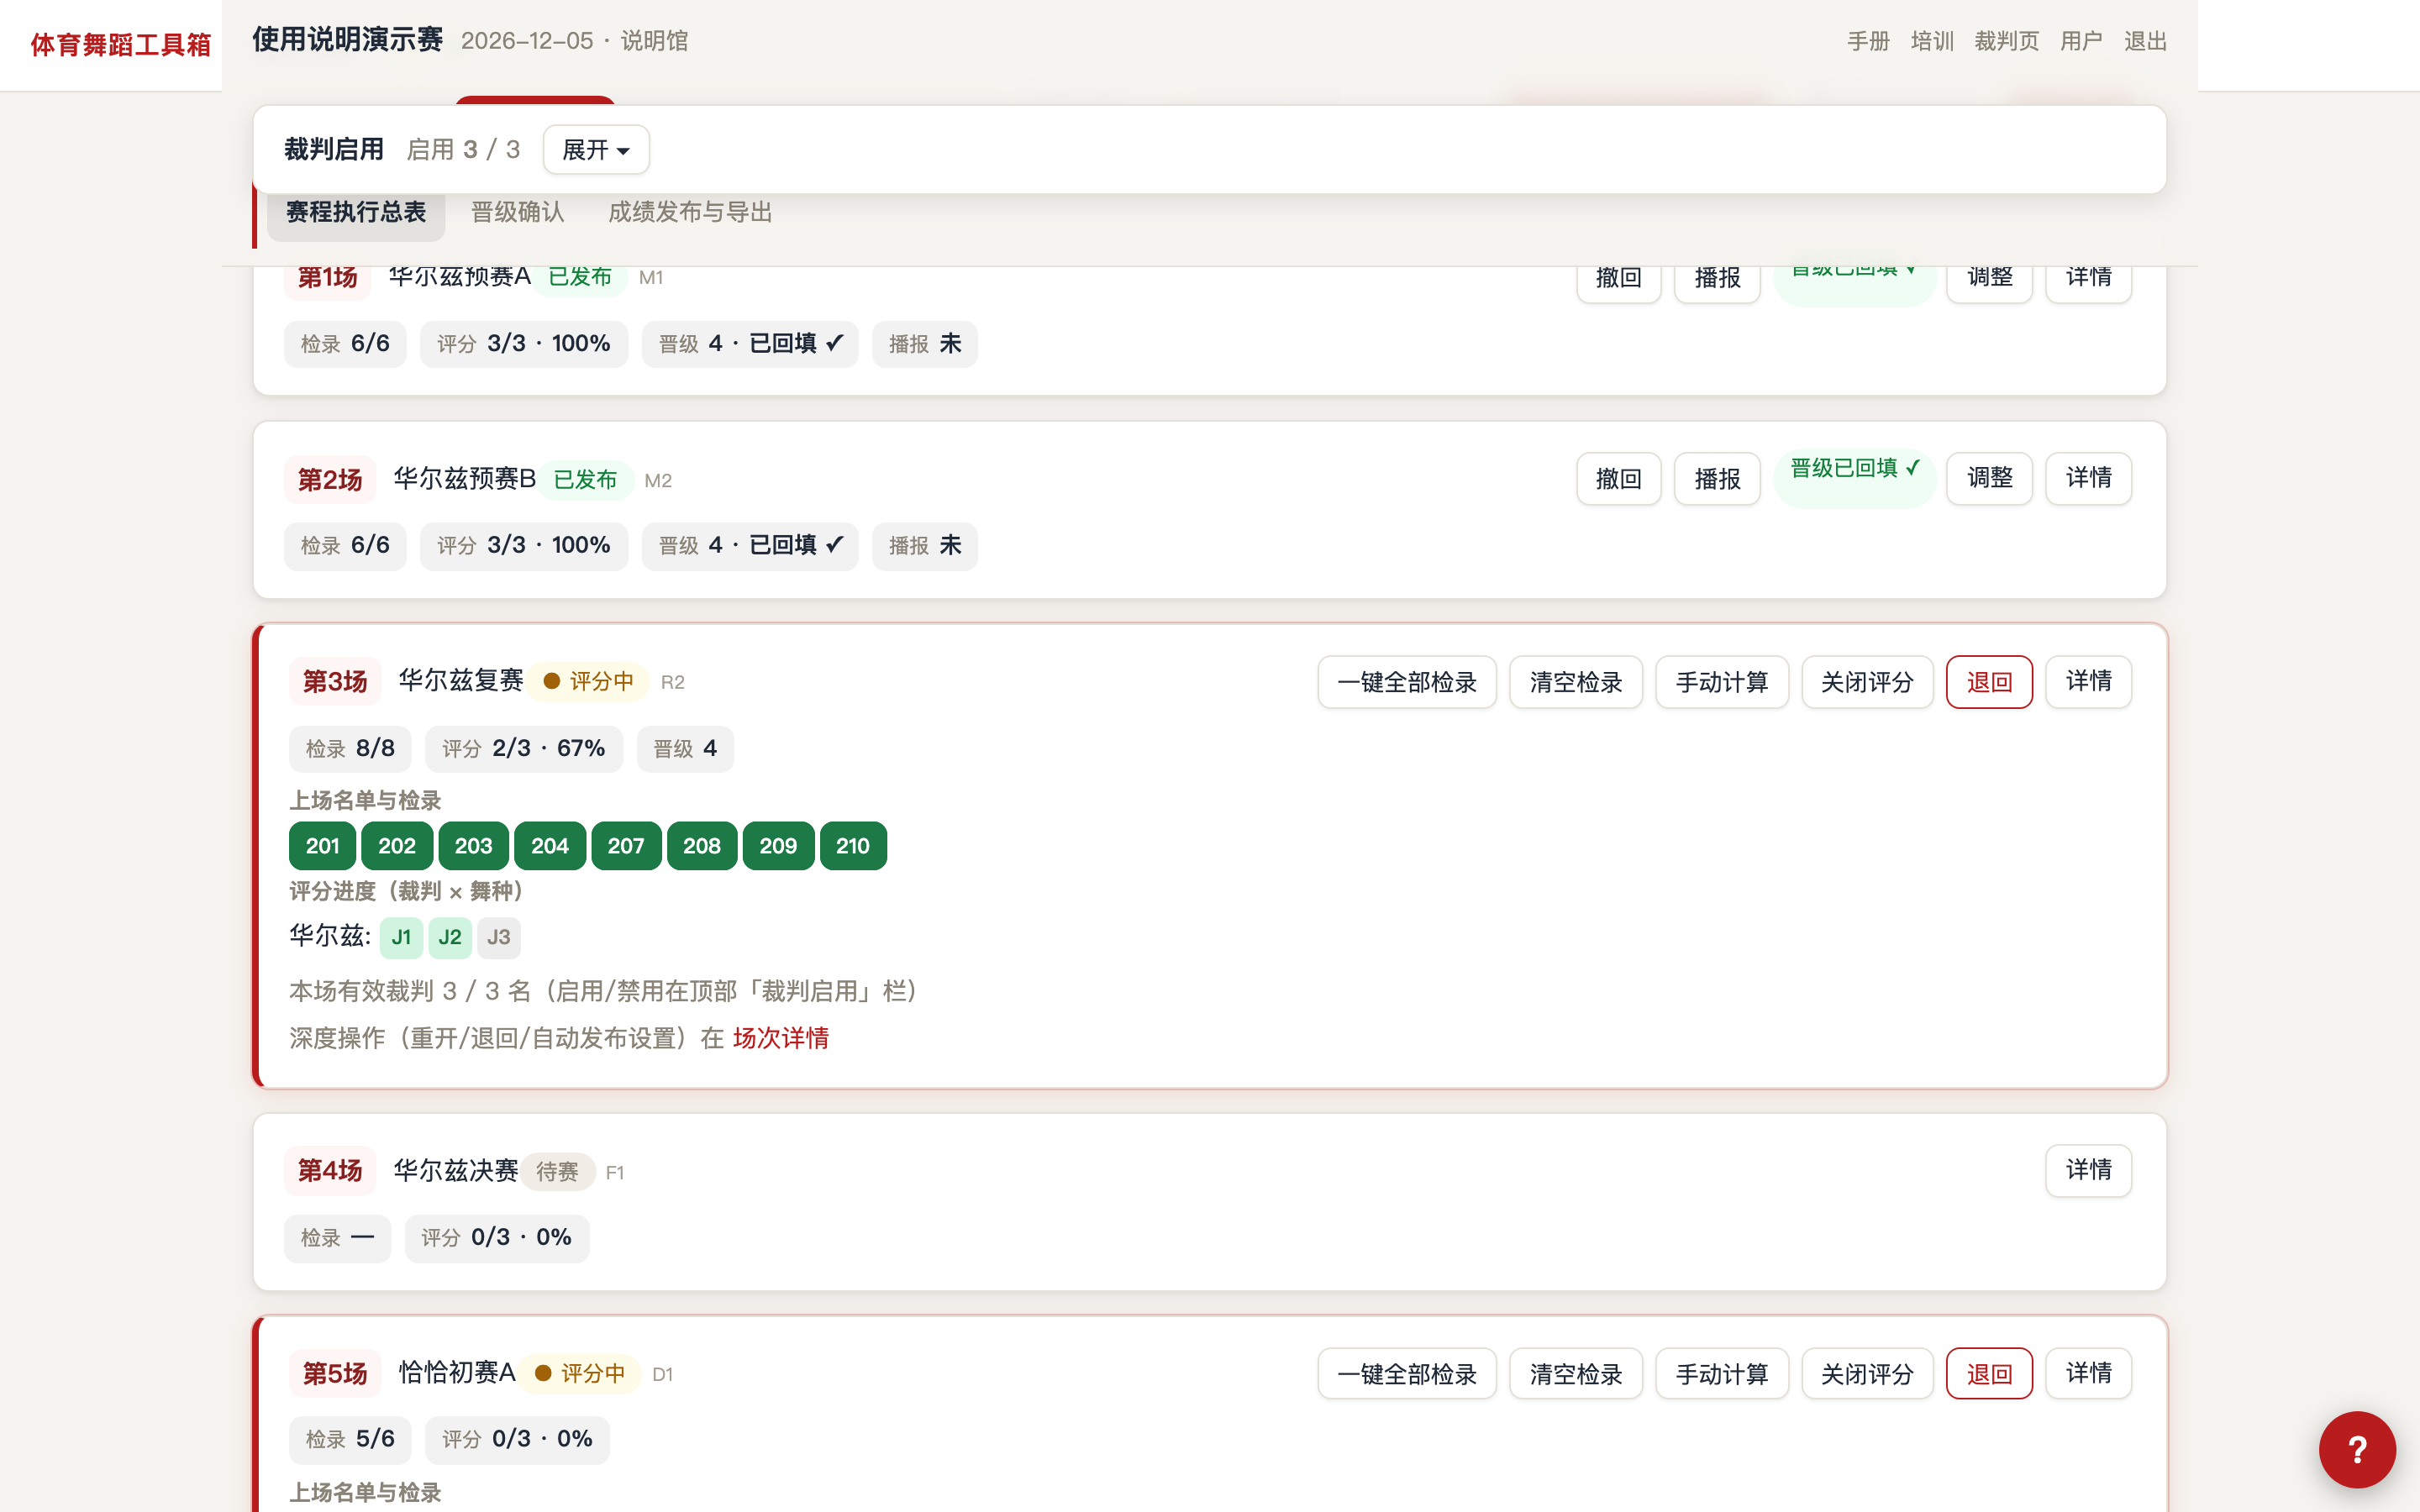 体育舞蹈工具箱
使用说明演示赛 2026-12-05 · 说明馆
手册 培训 裁判页 用户 退出
裁判启用 启用 3 / 3 展开
赛程执行总表 晋级确认 成绩发布与导出
第1场 华尔兹预赛A 已发布 M1 撤回 播报 晋级已回填 ✓ 调整 详情
检录 6/6 评分 3/3 · 100% 晋级 4 · 已回填 ✓ 播报 未
第2场 华尔兹预赛B 已发布 M2 撤回 播报 晋级已回填 ✓ 调整 详情
检录 6/6 评分 3/3 · 100% 晋级 4 · 已回填 ✓ 播报 未
第3场 华尔兹复赛 评分中 R2 一键全部检录 清空检录 手动计算 关闭评分 退回 详情
检录 8/8 评分 2/3 · 67% 晋级 4
上场名单与检录
201 202 203 204 207 208 209 210
评分进度（裁判 × 舞种）
华尔兹: J1 J2 J3
本场有效裁判 3 / 3 名（启用/禁用在顶部「裁判启用」栏）
深度操作（重开/退回/自动发布设置）在 场次详情
第4场 华尔兹决赛 待赛 F1 详情
检录 — 评分 0/3 · 0%
第5场 恰恰初赛A 评分中 D1 一键全部检录 清空检录 手动计算 关闭评分 退回 详情
检录 5/6 评分 0/3 · 0%
上场名单与检录
?